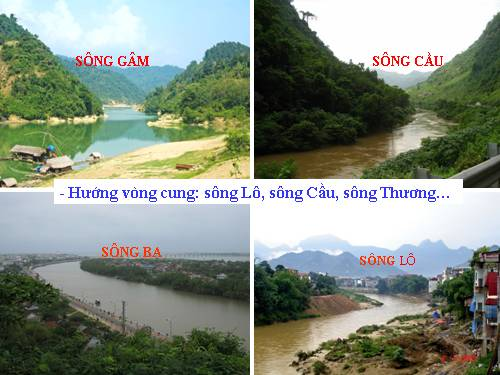 SÔNG GÂM
SÔNG CẦU
- Hướng vòng cung: sông Lô, sông Cầu, sông Thương...
SÔNG BA
SÔNG LÔ